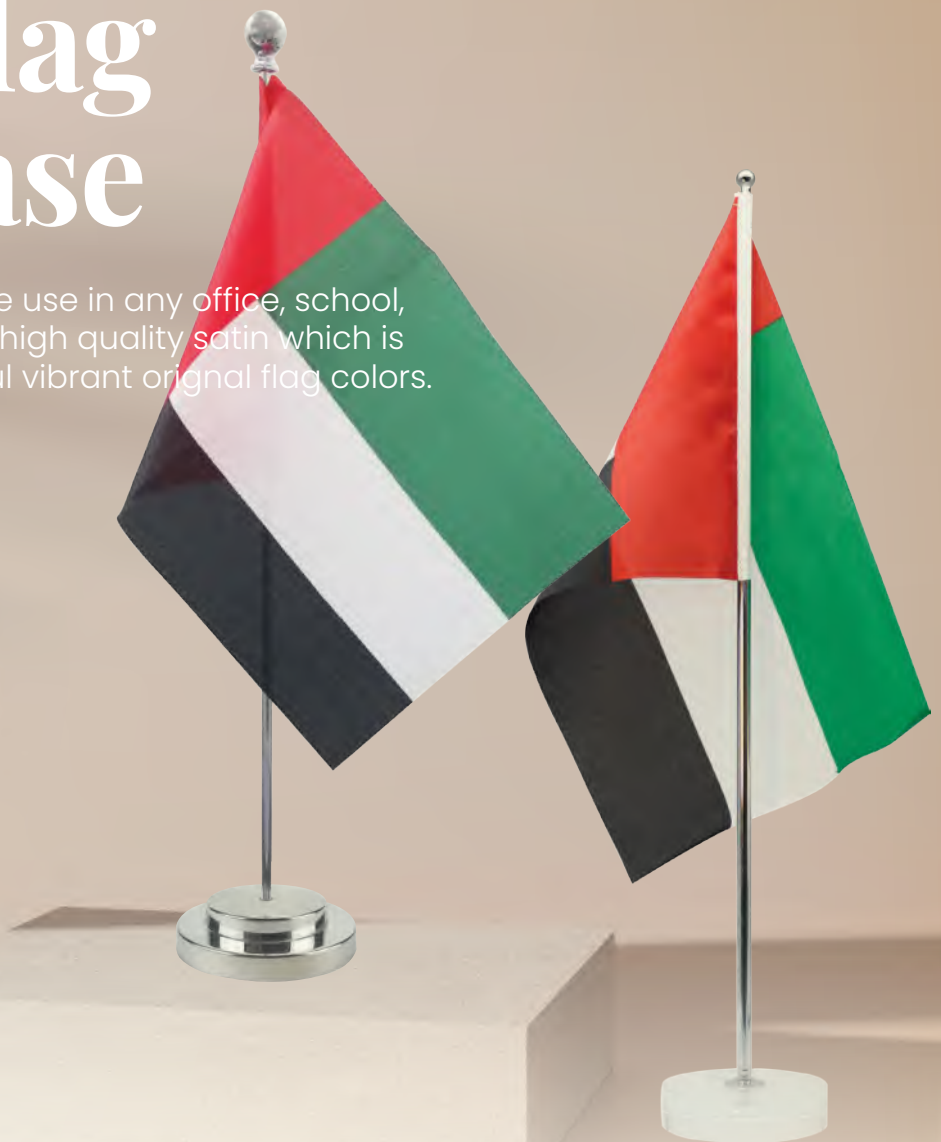 lag
ase
e use in any office, school,
high quality satin which is
l vibrant orignal flag colors.